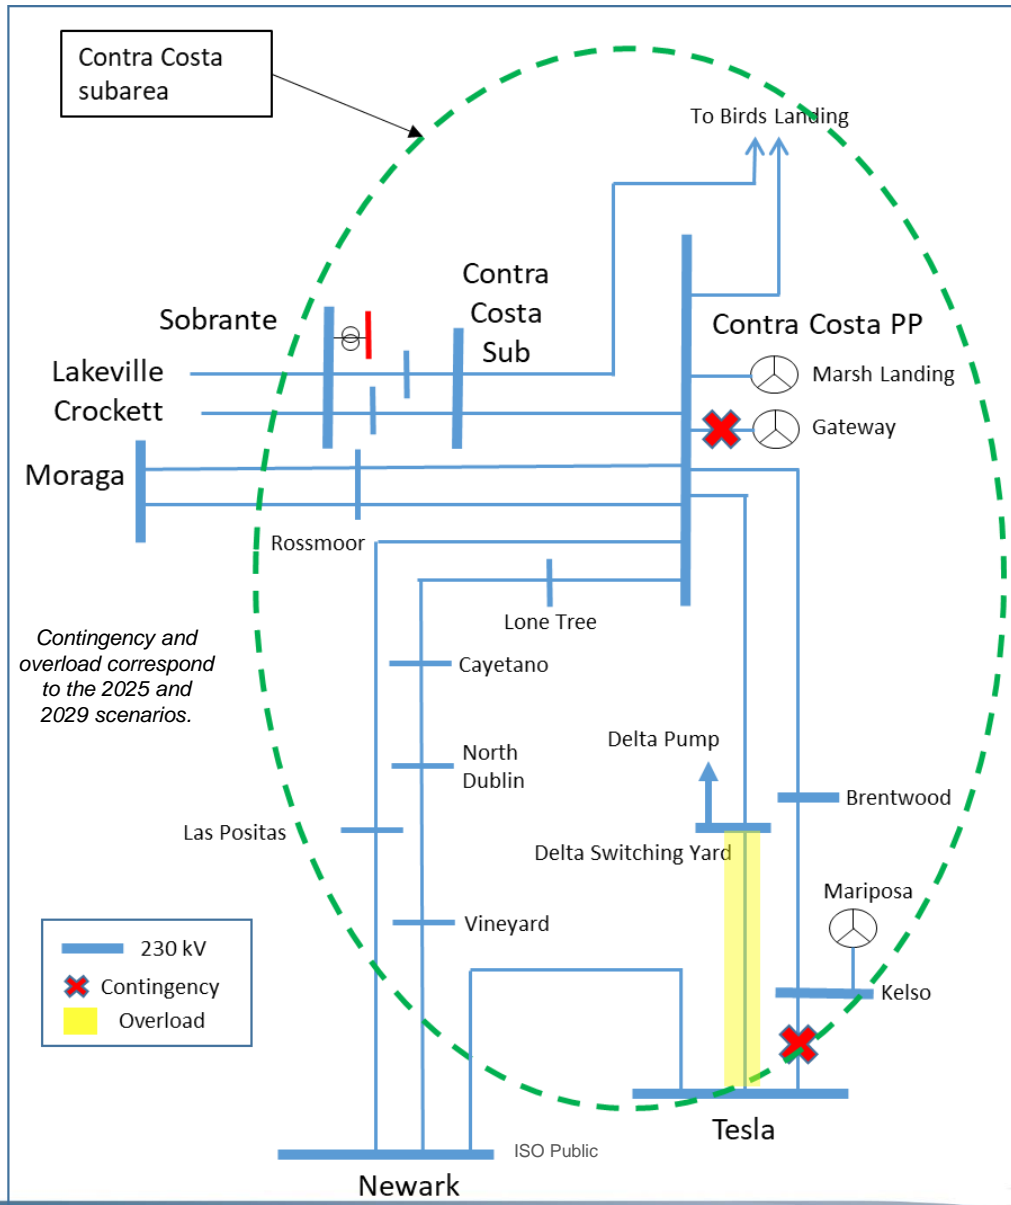 Contra Costa
subarea
To Birds Landing
Contra
Costa
Sub
Sobrante
Contra Costa PP
Lakeville
Marsh Landing
Crockett
Gateway
Moraga
Rossmoor
Lone Tree
Contingency and
overload correspond
to the 2025 and
2029 scenarios.
Cayetano
Delta Pump
North
Dublin
Brentwood
Las Positas
Delta Switching Yard
Mariposa
Vineyard
230 kV
Contingency
Overload
Kelso
Tesla
ISO Public
Newark